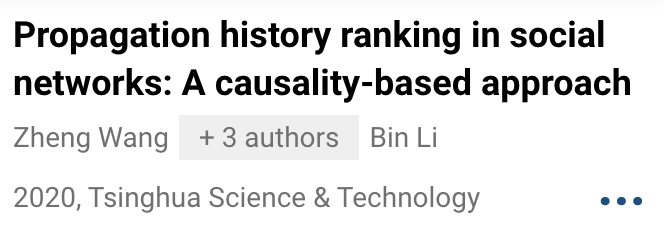 Propagation history ranking in social
networks: A causality-based approach
Zheng Wang + 3 authors Bin Li
2020, Tsinghua Science & Technology